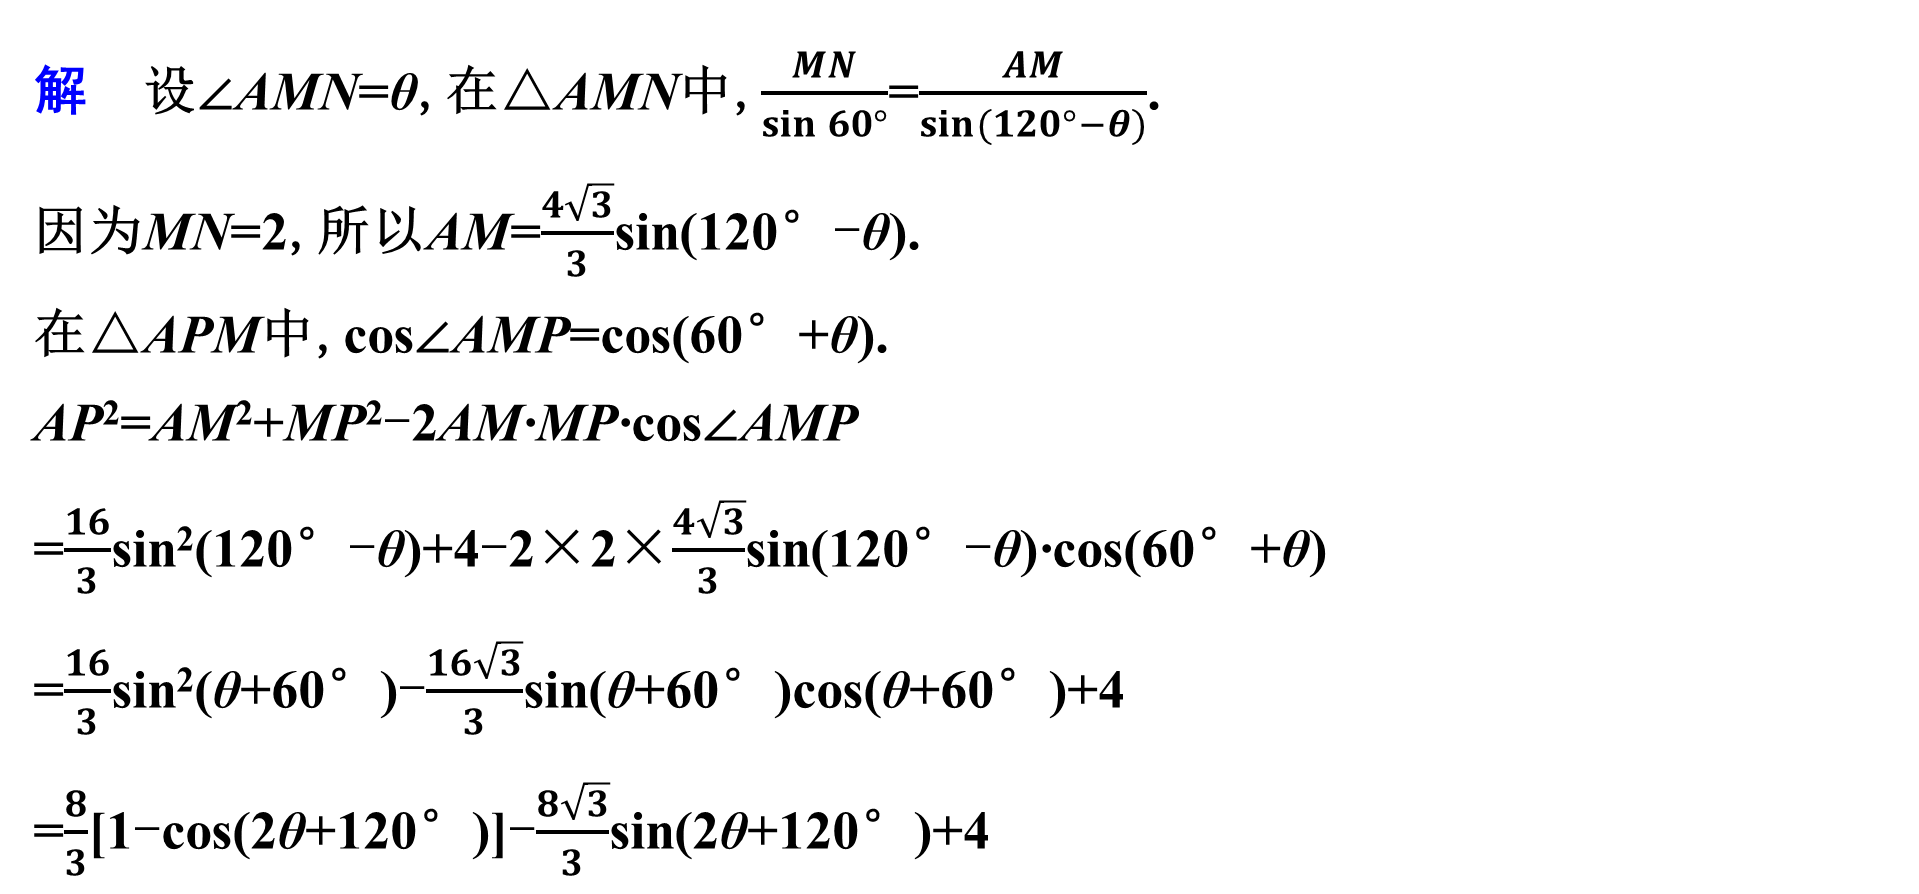 解 设∠AMN=θ, 在△AMN中, MN/sin 60°=AM/sin(120°−θ).
因为MN=2, 所以AM=4√3/3 sin(120°−θ).
在△APM中, cos∠AMP=cos(60°+θ).
AP²=AM²+MP²−2AM·MP·cos∠AMP
=16/3 sin²(120°−θ)+4−2×2×4√3/3 sin(120°−θ)·cos(60°+θ)
=16/3 sin²(θ+60°)−16√3/3 sin(θ+60°)cos(θ+60°)+4
=8/3[1−cos(2θ+120°)]−8√3/3 sin(2θ+120°)+4